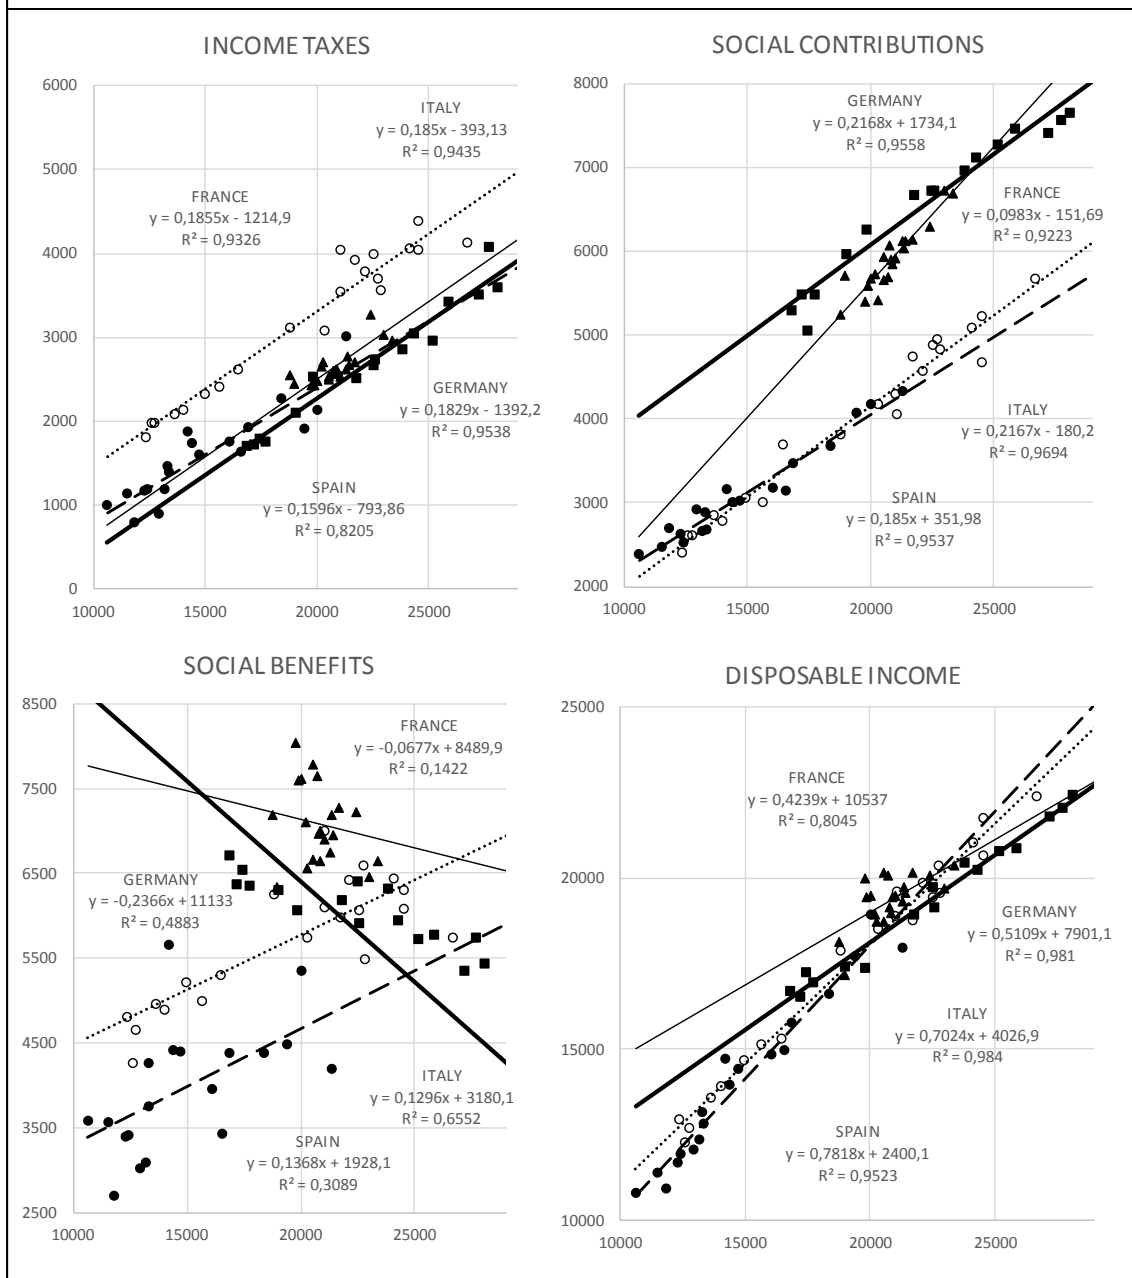 INCOME TAXES
6000
5000
4000
3000
2000
1000
0
10000 15000 20000 25000
ITALY
y = 0,185x - 393,13
R² = 0,9435
FRANCE
y = 0,1855x - 1214,9
R² = 0,9326
GERMANY
y = 0,1829x - 1392,2
R² = 0,9538
SPAIN
y = 0,1596x - 793,86
R² = 0,8205
SOCIAL CONTRIBUTIONS
8000
7000
6000
5000
4000
3000
2000
10000 15000 20000 25000
GERMANY
y = 0,2168x + 1734,1
R² = 0,9558
FRANCE
y = 0,0983x - 151,69
R² = 0,9223
ITALY
y = 0,2167x - 180,2
R² = 0,9694
SPAIN
y = 0,185x + 351,98
R² = 0,9537
SOCIAL BENEFITS
8500
7500
6500
5500
4500
3500
2500
10000 15000 20000 25000
FRANCE
y = -0,0677x + 8489,9
R² = 0,1422
GERMANY
y = -0,2366x + 11133
R² = 0,4883
ITALY
y = 0,1296x + 3180,1
R² = 0,6552
SPAIN
y = 0,1368x + 1928,1
R² = 0,3089
DISPOSABLE INCOME
25000
20000
15000
10000
10000 15000 20000 25000
FRANCE
y = 0,4239x + 10537
R² = 0,8045
GERMANY
y = 0,5109x + 7901,1
R² = 0,981
ITALY
y = 0,7024x + 4026,9
R² = 0,984
SPAIN
y = 0,7818x + 2400,1
R² = 0,9523